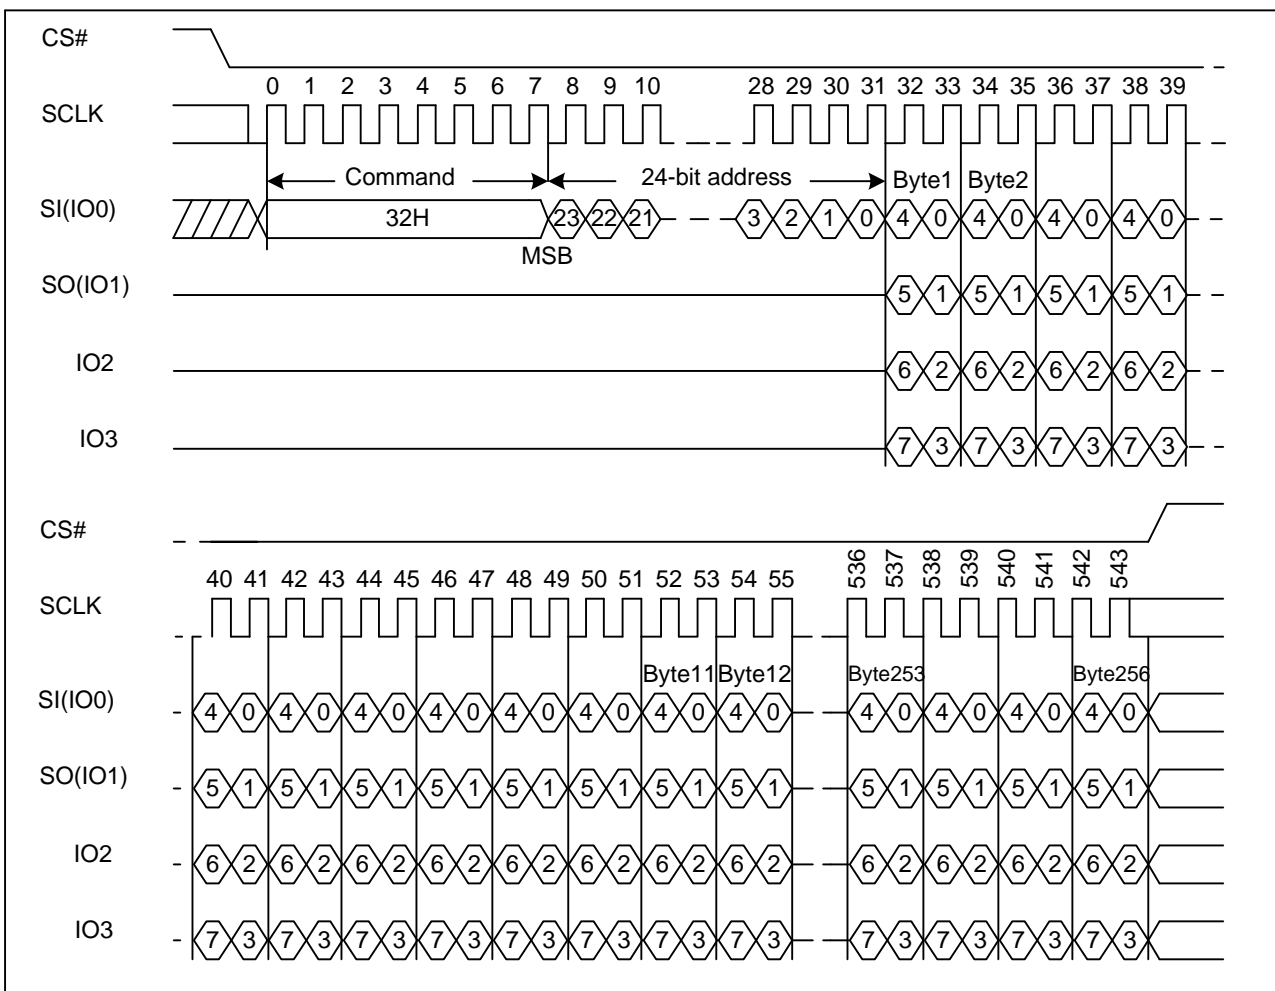 CS#
0 1 2 3 4 5 6 7 8 9 10 28 29 30 31 32 33 34 35 36 37 38 39
SCLK
Command 24-bit address Byte1 Byte2
SI(IO0) 32H 23 22 21 3 2 1 0 4 0 4 0 4 0 4 0
MSB
SO(IO1) 5 1 5 1 5 1 5 1
IO2 6 2 6 2 6 2 6 2
IO3 7 3 7 3 7 3 7 3
CS#
40 41 42 43 44 45 46 47 48 49 50 51 52 53 54 55 536 537 538 539 540 541 542 543
SCLK
Byte11 Byte12 Byte253 Byte256
SI(IO0) 4 0 4 0 4 0 4 0 4 0 4 0 4 0 4 0 4 0 4 0 4 0 4 0
SO(IO1) 5 1 5 1 5 1 5 1 5 1 5 1 5 1 5 1 5 1 5 1 5 1 5 1
IO2 6 2 6 2 6 2 6 2 6 2 6 2 6 2 6 2 6 2 6 2 6 2 6 2
IO3 7 3 7 3 7 3 7 3 7 3 7 3 7 3 7 3 7 3 7 3 7 3 7 3